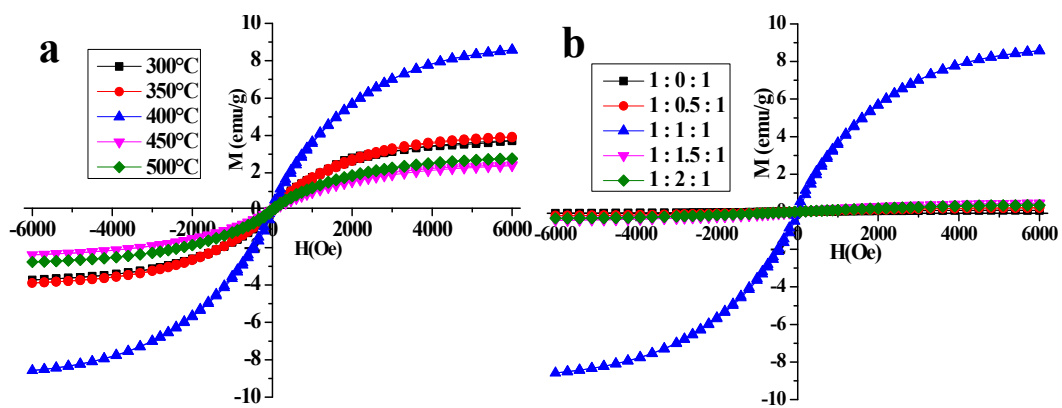 a
300°C
350°C
400°C
450°C
500°C
M (emu/g)
10
8
6
4
2
0
-2
-4
-6
-8
-10
-6000 -4000 -2000 0 2000 4000 6000
H(Oe)
b
1 : 0 : 1
1 : 0.5 : 1
1 : 1 : 1
1 : 1.5 : 1
1 : 2 : 1
M (emu/g)
10
8
6
4
2
0
-2
-4
-6
-8
-10
-6000 -4000 -2000 0 2000 4000 6000
H(Oe)